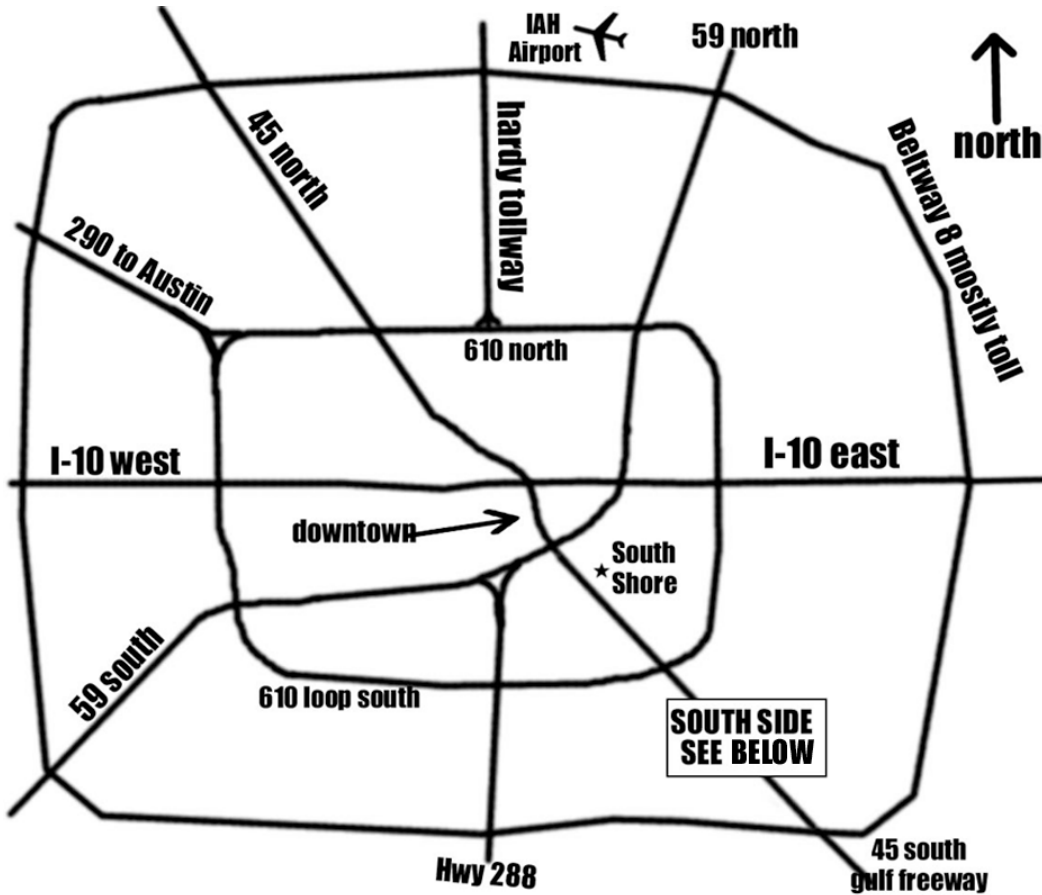 IAH
Airport
59 north
north
45 north
hardy tollway
Beltway 8 mostly toll
290 to Austin
610 north
I-10 west
I-10 east
downtown
South
Shore
59 south
610 loop south
SOUTH SIDE
SEE BELOW
45 south
gulf freeway
Hwy 288